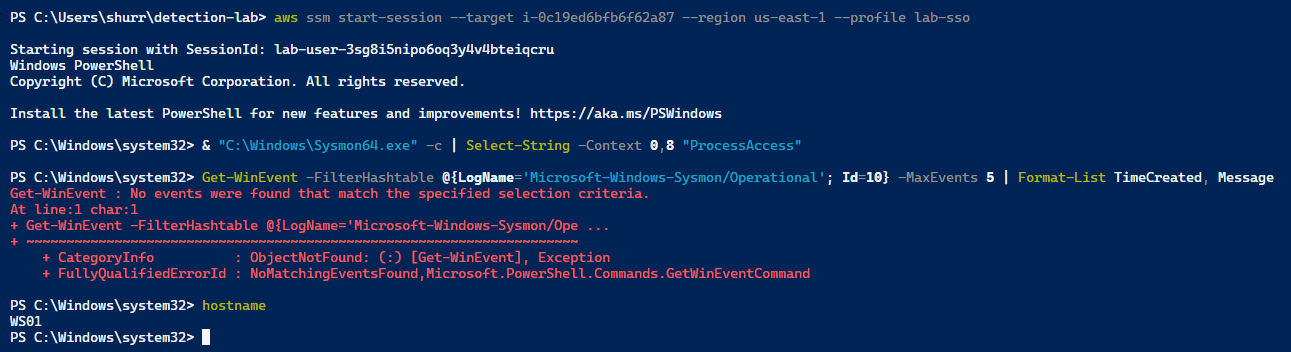 PS C:\Users\shurr\detection-lab> aws ssm start-session --target i-0c19ed6bfb6f62a87 --region us-east-1 --profile lab-sso
Starting session with SessionId: lab-user-3sg8i5nipo6oq3y4v4bteiqcru
Windows PowerShell
Copyright (C) Microsoft Corporation. All rights reserved.
Install the latest PowerShell for new features and improvements! https://aka.ms/PSWindows
PS C:\Windows\system32> & "C:\Windows\Sysmon64.exe" -c | Select-String -Context 0,8 "ProcessAccess"
PS C:\Windows\system32> Get-WinEvent -FilterHashtable @{LogName='Microsoft-Windows-Sysmon/Operational'; Id=10} -MaxEvents 5 | Format-List TimeCreated, Message
Get-WinEvent : No events were found that match the specified selection criteria.
At line:1 char:1
+ Get-WinEvent -FilterHashtable @{LogName='Microsoft-Windows-Sysmon/Ope ...
+ ~~~~~~~~~~~~~~~~~~~~~~~~~~~~~~~~~~~~~~~~~~~~~~~~~~~~~~~~~~~~~~~~~~~
    + CategoryInfo          : ObjectNotFound: (:) [Get-WinEvent], Exception
    + FullyQualifiedErrorId : NoMatchingEventsFound,Microsoft.PowerShell.Commands.GetWinEventCommand
PS C:\Windows\system32> hostname
WS01
PS C:\Windows\system32>